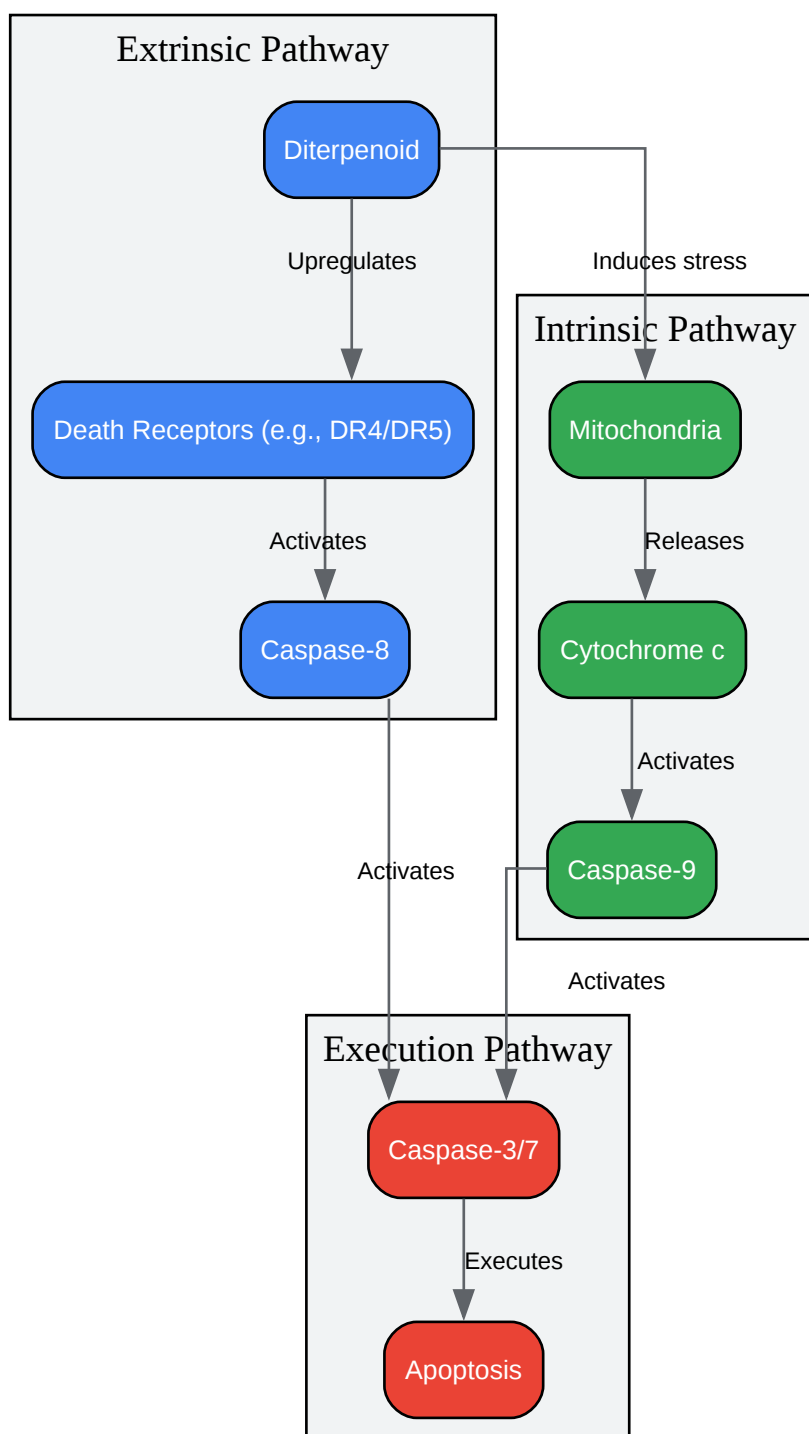 Extrinsic Pathway
Diterpenoid
Upregulates
Induces stress
Intrinsic Pathway
Death Receptors (e.g., DR4/DR5)
Mitochondria
Activates
Releases
Caspase-8
Cytochrome c
Activates
Activates
Caspase-9
Activates
Execution Pathway
Caspase-3/7
Executes
Apoptosis